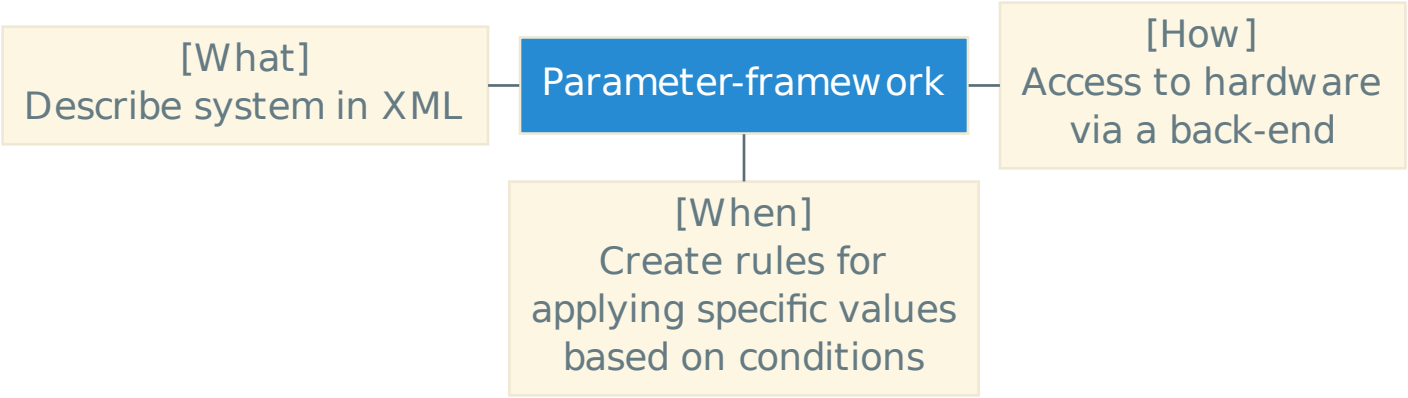 [What]
Describe system in XML
Parameter-framework
[How]
Access to hardware
via a back-end
[When]
Create rules for
applying specific values
based on conditions